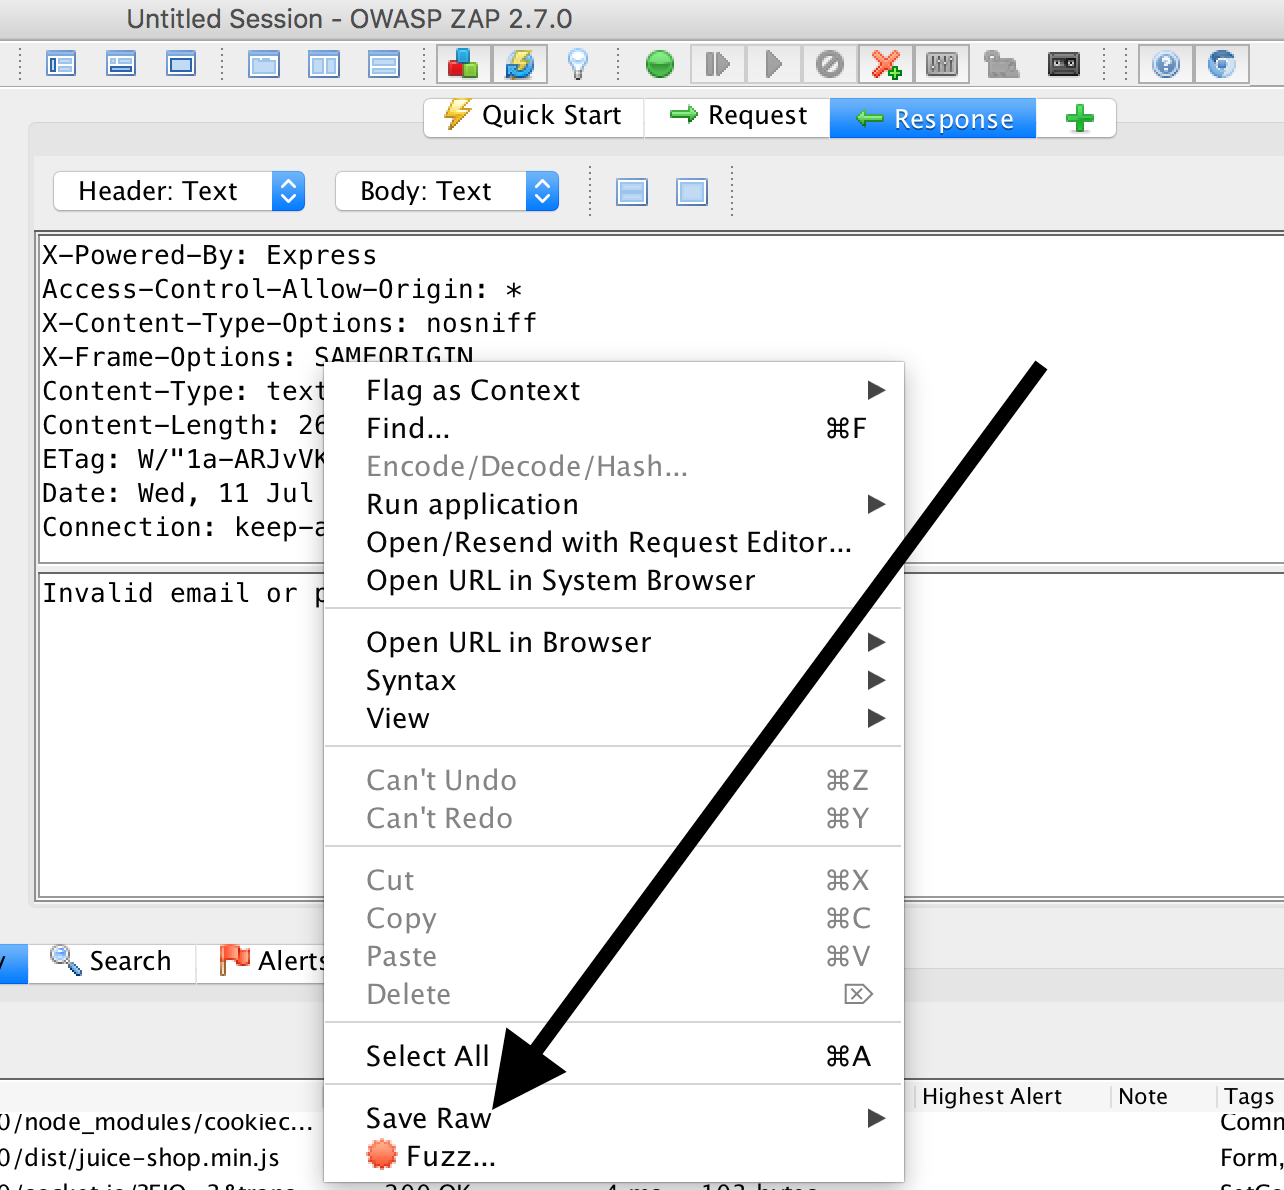 Untitled Session - OWASP ZAP 2.7.0
Quick Start
Request
Response
Header: Text
Body: Text
X-Powered-By: Express
Access-Control-Allow-Origin: *
X-Content-Type-Options: nosniff
X-Frame-Options: SAMEORIGIN
Content-Type: text
Content-Length: 26
ETag: W/"1a-ARJvVK
Date: Wed, 11 Jul
Connection: keep-a
Invalid email or p
Flag as Context
Find... ⌘F
Encode/Decode/Hash...
Run application
Open/Resend with Request Editor...
Open URL in System Browser
Open URL in Browser
Syntax
View
Can't Undo ⌘Z
Can't Redo ⌘Y
Cut ⌘X
Copy ⌘C
Paste ⌘V
Delete ⌦
Select All ⌘A
Save Raw
Fuzz...
Search
Alerts
Highest Alert Note Tags
0/node_modules/cookiec... Comm
0/dist/juice-shop.min.js Form,
200 OK 4 ms